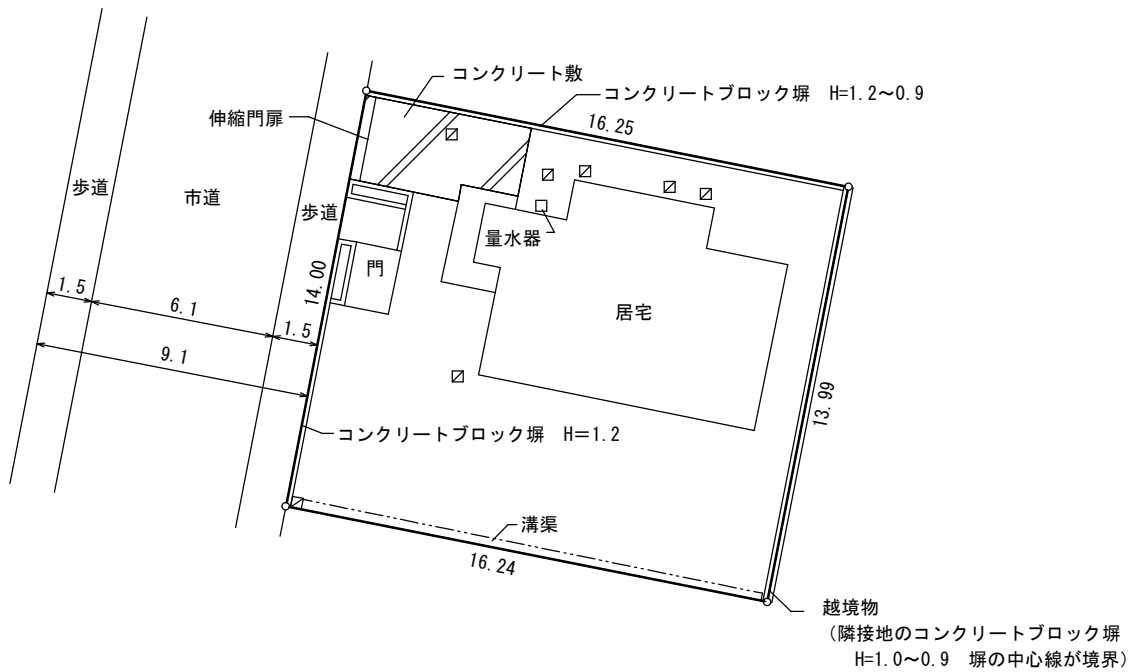 コンクリート敷
コンクリートブロック塀　H=1.2～0.9
伸縮門扉
16.25
歩道
市道
歩道
量水器
門
14.00
居宅
1.5
6.1
1.5
9.1
13.99
コンクリートブロック塀　H＝1.2
溝渠
16.24
越境物
（隣接地のコンクリートブロック塀
H=1.0～0.9　塀の中心線が境界）